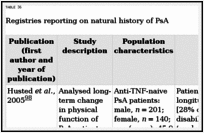 TABLE 56
Registries reporting on natural history of PsA
Publication (first author and year of publication)
Study description
Population characteristics
Husted et al., 2005
Analysed long-term change in physical function of
Anti-TNF-naive PsA patients: male, n = 201; female, n = 140;
Patien
longit
[28% c
disabil